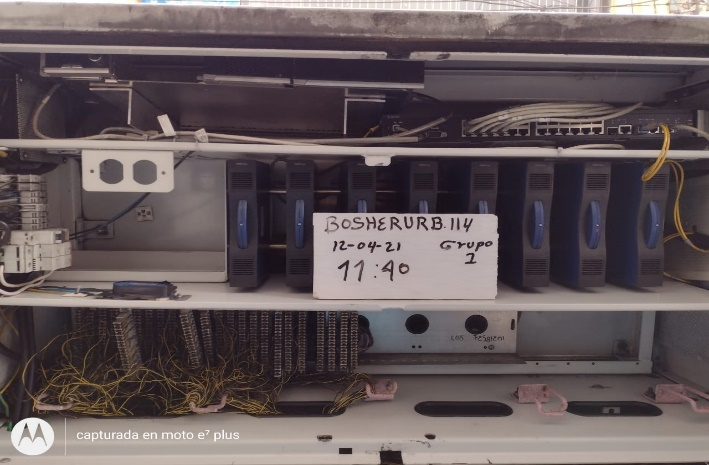 BOSHERURB.114
12-04-21 Grupo
11:40 1
capturada en moto e⁷ plus